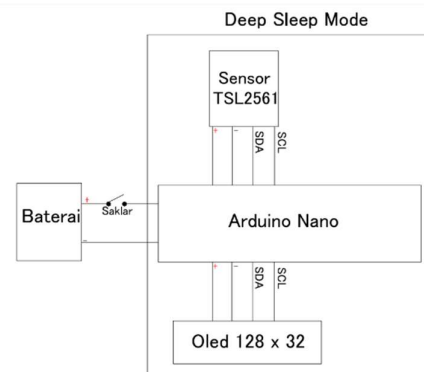 Deep Sleep Mode
Sensor
TSL2561
+
-
SDA
SCL
Baterai
+
Saklar
-
Arduino Nano
+
-
SDA
SCL
Oled 128 x 32